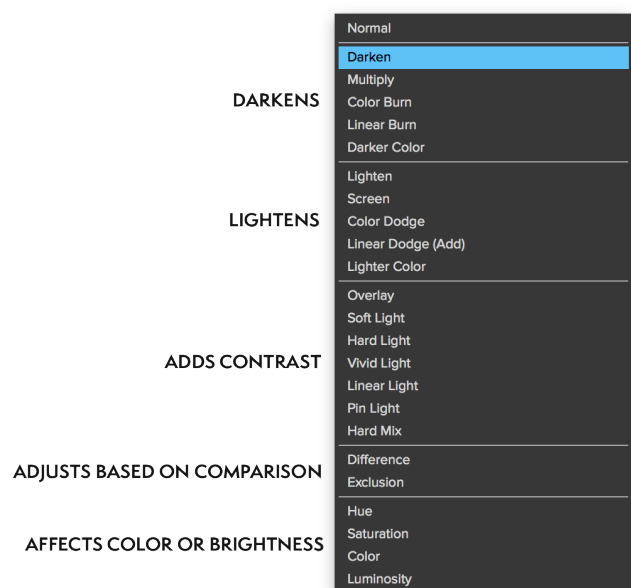 Normal
Darken
Multiply
DARKENS
Color Burn
Linear Burn
Darker Color
Lighten
Screen
LIGHTENS
Color Dodge
Linear Dodge (Add)
Lighter Color
Overlay
Soft Light
Hard Light
ADDS CONTRAST
Vivid Light
Linear Light
Pin Light
Hard Mix
Difference
ADJUSTS BASED ON COMPARISON
Exclusion
Hue
Saturation
AFFECTS COLOR OR BRIGHTNESS
Color
Luminosity